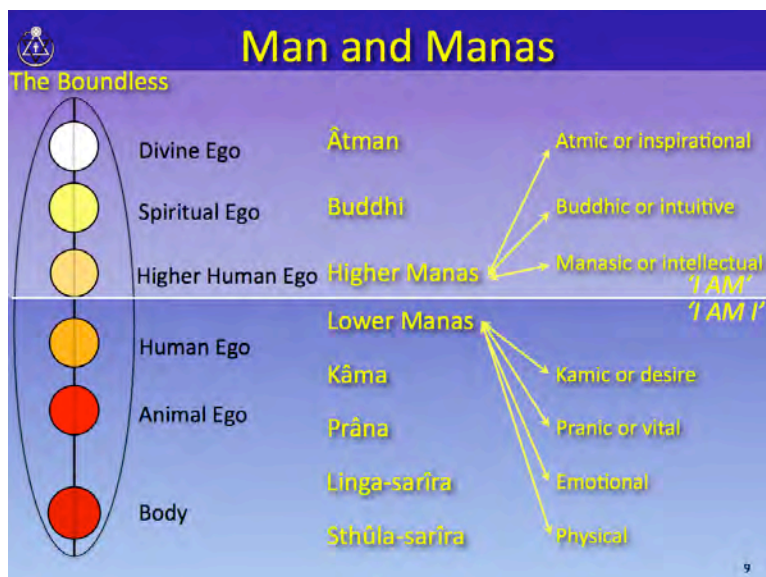 Man and Manas
The Boundless
Divine Ego
Âtman
Atmic or inspirational
Spiritual Ego
Buddhi
Buddhic or intuitive
Higher Human Ego
Higher Manas
Manasic or intellectual
‘I AM’
‘I AM I’
Lower Manas
Human Ego
Kâma
Kamic or desire
Animal Ego
Prâna
Pranic or vital
Linga-sarîra
Emotional
Body
Sthûla-sarîra
Physical
9